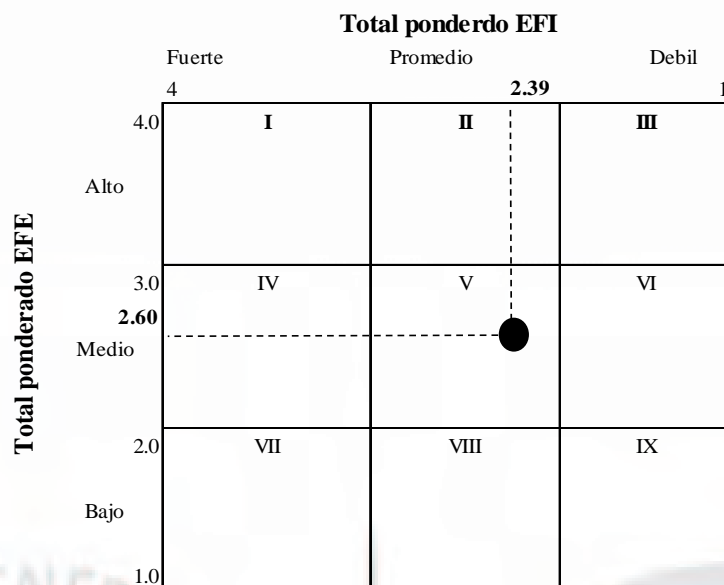 Total ponderdo EFI
Fuerte Promedio Debil
4 2.39 1
4.0 I II III
Alto
Total ponderado EFE
3.0 IV V VI
2.60
Medio
2.0 VII VIII IX
Bajo
1.0